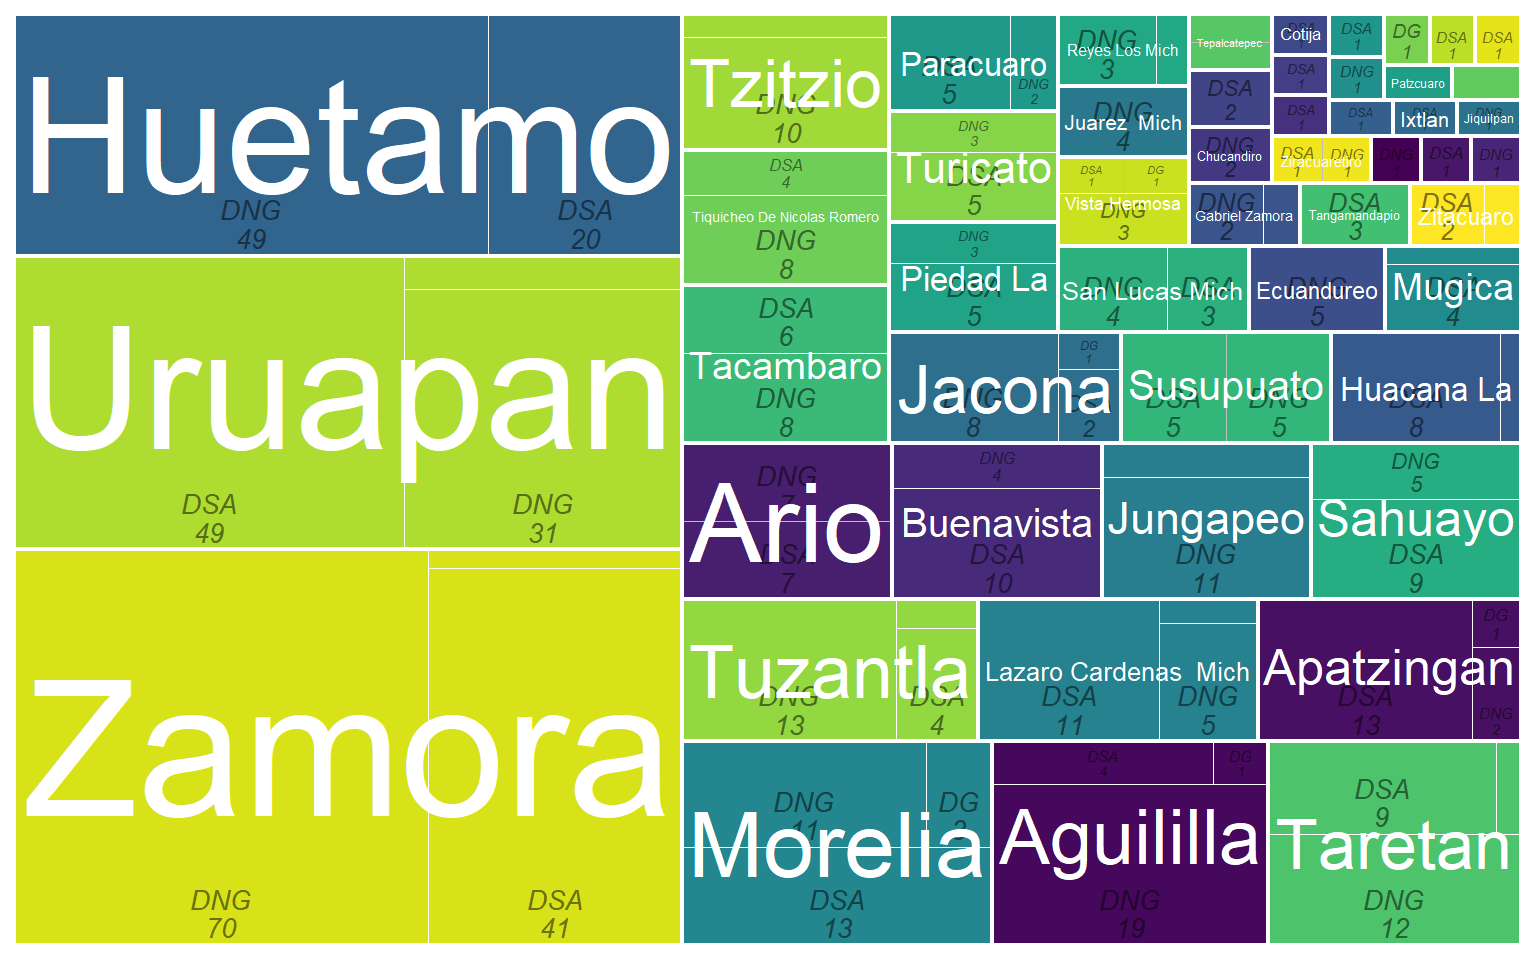 Huetamo
DNG
49
DSA
20
Uruapan
DSA
49
DNG
31
Zamora
DNG
70
DSA
41
Tzitzio
DNG
10
DSA
4
Tiquicheo De Nicolas Romero
DNG
8
DSA
6
Tacambaro
DNG
8
Paracuaro
DSA
5
DNG
2
DNG
3
Turicato
DSA
5
DNG
3
Piedad La
DSA
5
DNG
Reyes Los Mich
3
DNG
Juarez Mich
4
DSA
1
DG
1
Vista Hermosa
DNG
3
Tepalcatepec
DSA
2
DNG
Chucandiro
2
DNG
Gabriel Zamora
2
DSA
Tangamandapio
3
DSA
Zitacuaro
2
DSA
Cotija
1
DSA
1
DG
1
DSA
1
DSA
1
DSA
1
DNG
1
Patzcuaro
DSA
1
DSA
1
DSA
Ixtlan
1
DNG
Jiquilpan
1
DSA
1
DNG
1
Ziracuaretiro
DNG
1
DSA
1
DNG
1
DNG
4
San Lucas Mich
DSA
3
Ecuandureo
DNG
5
Mugica
DSA
4
Jacona
DNG
8
DG
1
DSA
2
Susupuato
DSA
5
DNG
5
Huacana La
DSA
8
Ario
DNG
7
DSA
7
DNG
4
Buenavista
DSA
10
Jungapeo
DNG
11
DNG
5
Sahuayo
DSA
9
Tuzantla
DNG
13
DSA
4
Lazaro Cardenas Mich
DSA
11
DNG
5
Apatzingan
DSA
13
DG
1
DNG
2
DNG
11
DG
Morelia
DSA
13
DSA
4
DG
1
Aguililla
DNG
19
DSA
9
Taretan
DNG
12